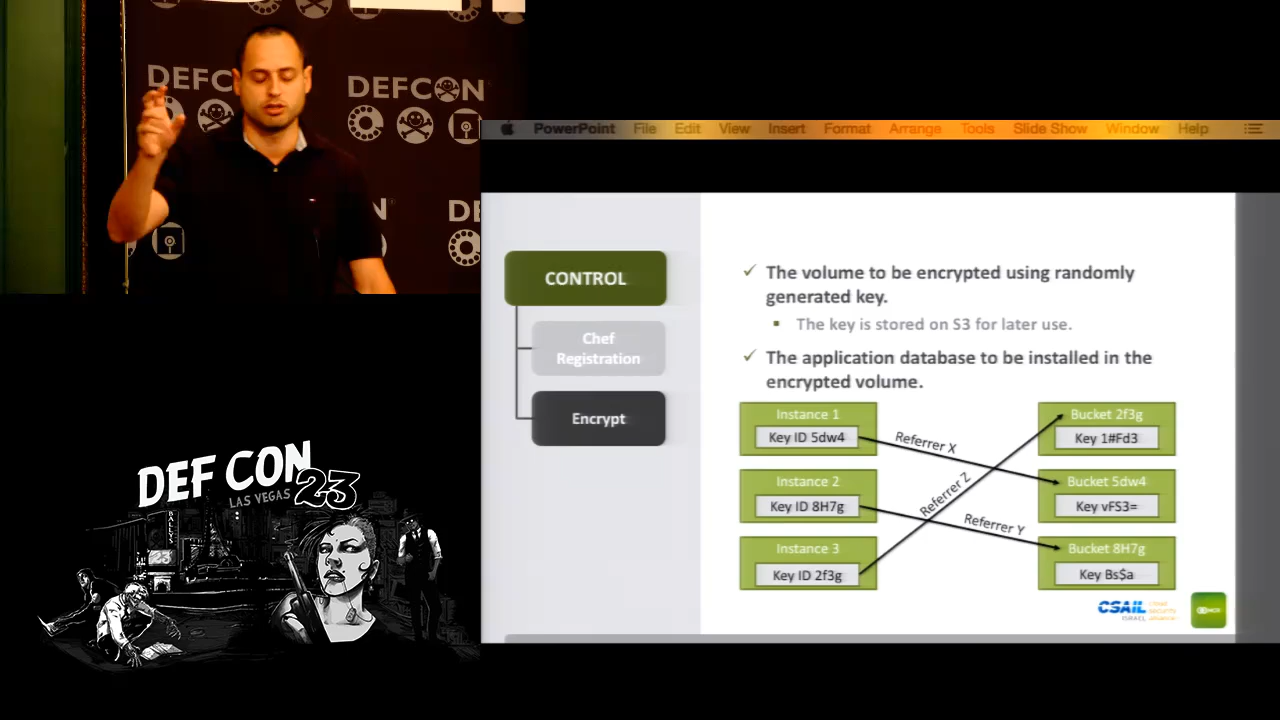 DEFC
DEFCON
N
DE
PowerPoint File Edit View Insert Format Arrange Tools Slide Show Window Help
CONTROL
Chef
Registration
Encrypt
✓ The volume to be encrypted using randomly
generated key.
▪ The key is stored on S3 for later use.
✓ The application database to be installed in the
encrypted volume.
Instance 1
Key ID 5dw4
Instance 2
Key ID 8H7g
Instance 3
Key ID 2f3g
Referrer X
Referrer Z
Referrer Y
Bucket 2f3g
Key 1#Fd3
Bucket 5dw4
Key vFS3=
Bucket 8H7g
Key Bs$a
CSAIL
ISRAEL
DEF CON
LAS VEGAS 23
BALLYS
23